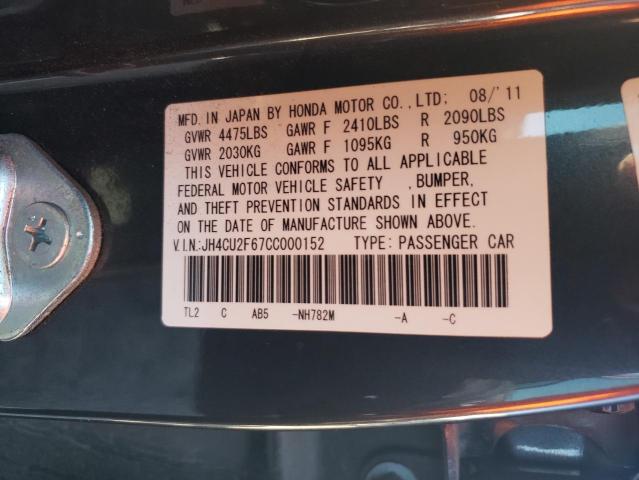 MFD.IN JAPAN BY HONDA MOTOR CO.,LTD; 08/'11
GVWR 4475LBS GAWR F 2410LBS R 2090LBS
GVWR 2030KG GAWR F 1095KG R 950KG
THIS VEHICLE CONFORMS TO ALL APPLICABLE
FEDERAL MOTOR VEHICLE SAFETY ,BUMPER,
AND THEFT PREVENTION STANDARDS IN EFFECT
ON THE DATE OF MANUFACTURE SHOWN ABOVE.
V.I.N:JH4CU2F67CC000152 TYPE: PASSENGER CAR
TL2 C AB5 -NH782M -A -C